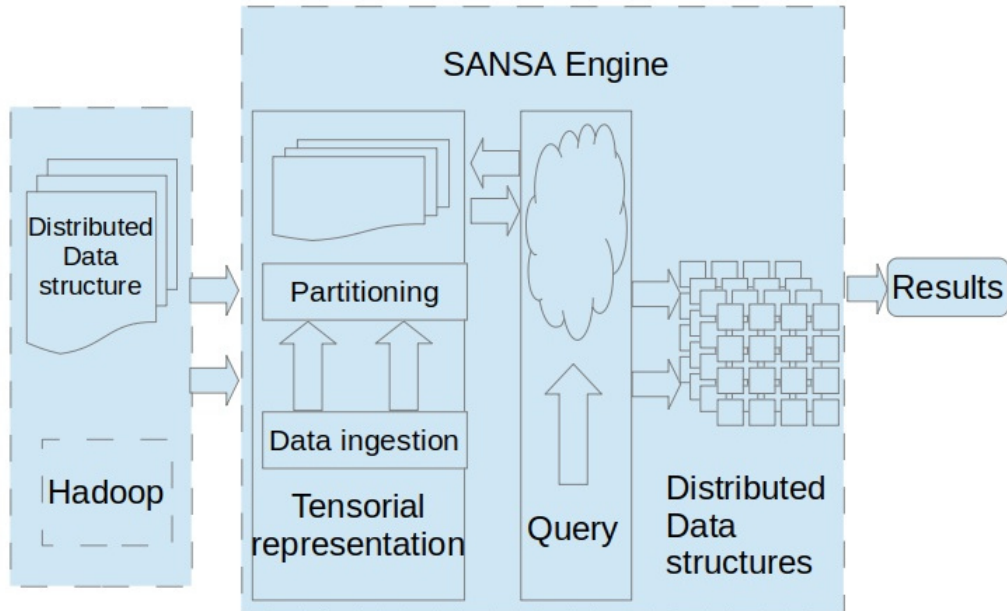 SANSA Engine
Distributed
Data
structure
Hadoop
Partitioning
Data ingestion
Tensorial
representation
Query
Distributed
Data
structures
Results